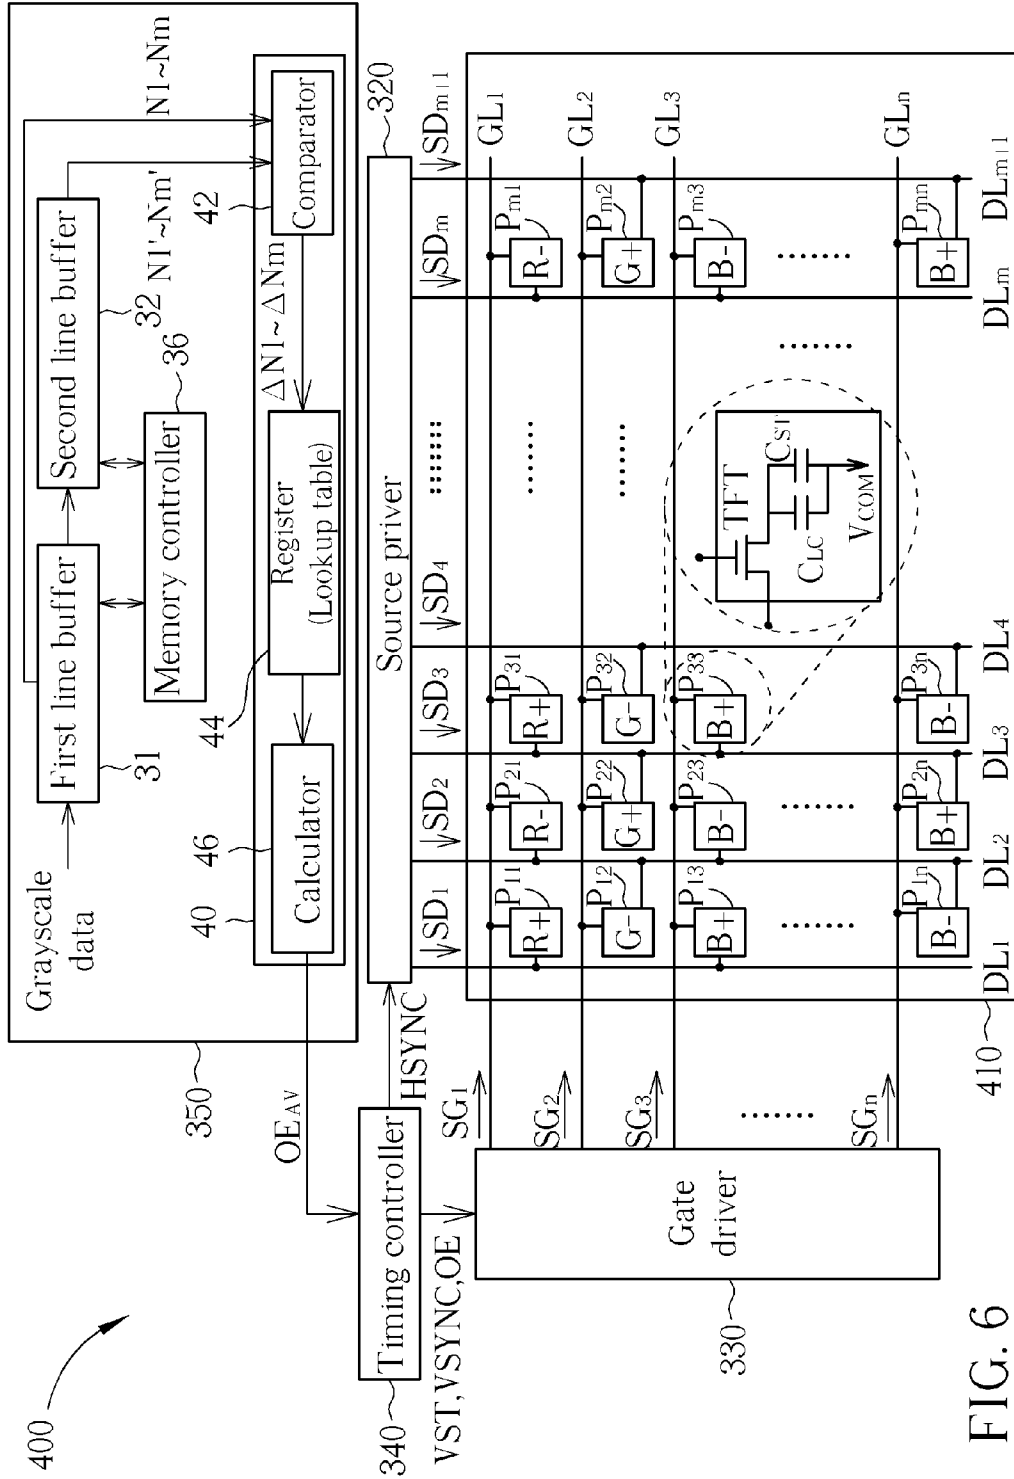 400
Grayscale
data
First line buffer
31
Second line buffer
32
N1~Nm
N1'~Nm'
Memory controller
36
350
40
Calculator
46
Register
(Lookup table)
44
△N1~△Nm
Comparator
42
OEAV
Timing controller
340
HSYNC
VST,VSYNC,OE
Source priver
320
SD1
SD2
SD3
SD4
SDm
SDm+1
Gate
driver
330
SG1
SG2
SG3
SGn
GL1
GL2
GL3
GLn
P11
P21
P31
Pm1
R+
R-
R+
R-
P12
P22
P32
Pm2
G-
G+
G-
G+
P13
P23
P33
Pm3
B+
B-
B+
B-
TFT
CLC
CST
VCOM
P1n
P2n
P3n
Pmn
B-
B+
B-
B+
DL1
DL2
DL3
DL4
DLm
DLm+1
410
FIG. 6